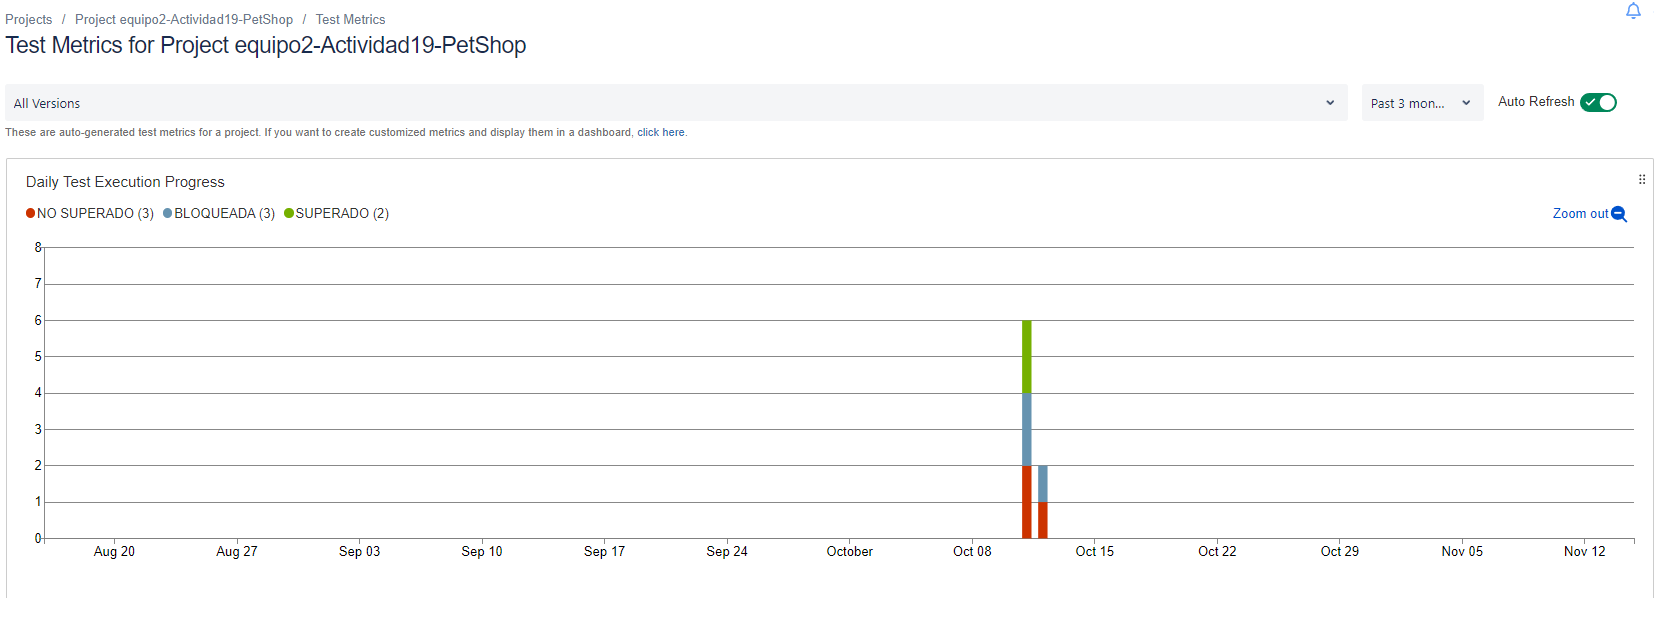 Projects / Project equipo2-Actividad19-PetShop / Test Metrics
Test Metrics for Project equipo2-Actividad19-PetShop
All Versions
Past 3 mon...
Auto Refresh
These are auto-generated test metrics for a project. If you want to create customized metrics and display them in a dashboard, click here.
Daily Test Execution Progress
NO SUPERADO (3) BLOQUEADA (3) SUPERADO (2)
Zoom out
8
7
6
5
4
3
2
1
0
Aug 20 Aug 27 Sep 03 Sep 10 Sep 17 Sep 24 October Oct 08 Oct 15 Oct 22 Oct 29 Nov 05 Nov 12